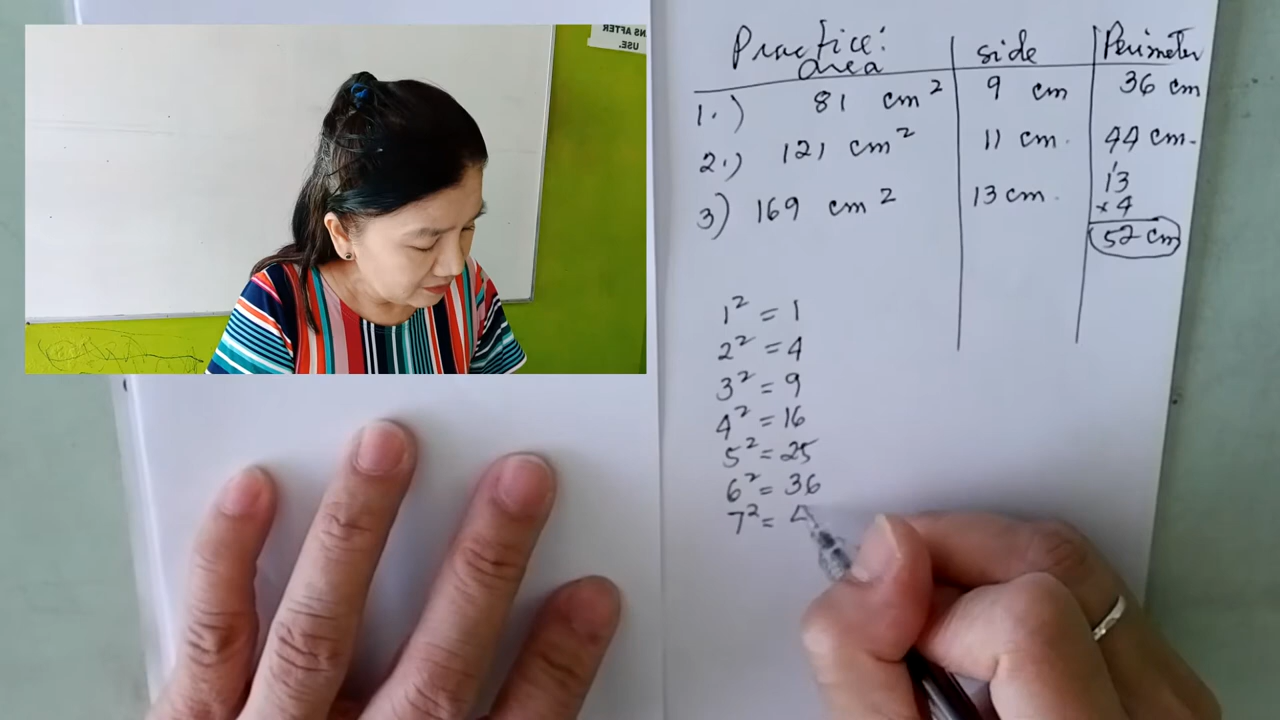 NS AFTER
USE.
Practice:
area side Perimeter
1.) 81 cm² 9 cm 36 cm
2.) 121 cm² 11 cm. 44 cm.
3) 169 cm² 13 cm. 1
13
× 4
52 cm
1² = 1
2² = 4
3² = 9
4² = 16
5² = 25
6² = 36
7² = 4